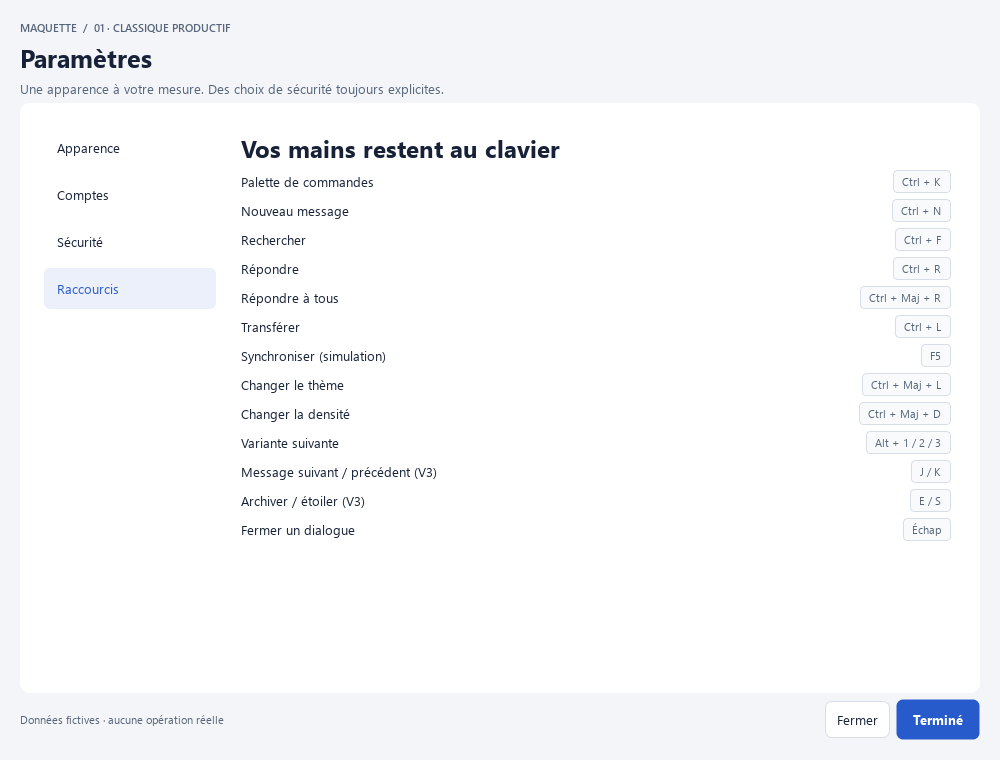 MAQUETTE / 01 · CLASSIQUE PRODUCTIF
Paramètres
Une apparence à votre mesure. Des choix de sécurité toujours explicites.
Apparence
Comptes
Sécurité
Raccourcis
Vos mains restent au clavier
Palette de commandes Ctrl + K
Nouveau message Ctrl + N
Rechercher Ctrl + F
Répondre Ctrl + R
Répondre à tous Ctrl + Maj + R
Transférer Ctrl + L
Synchroniser (simulation) F5
Changer le thème Ctrl + Maj + L
Changer la densité Ctrl + Maj + D
Variante suivante Alt + 1 / 2 / 3
Message suivant / précédent (V3) J / K
Archiver / étoiler (V3) E / S
Fermer un dialogue Échap
Données fictives · aucune opération réelle
Fermer
Terminé